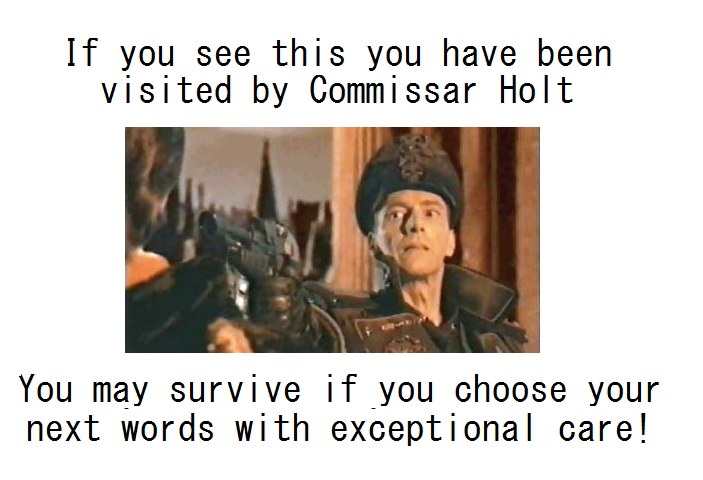 If you see this you have been
visited by Commissar Holt
You may survive if you choose your
next words with exceptional care!